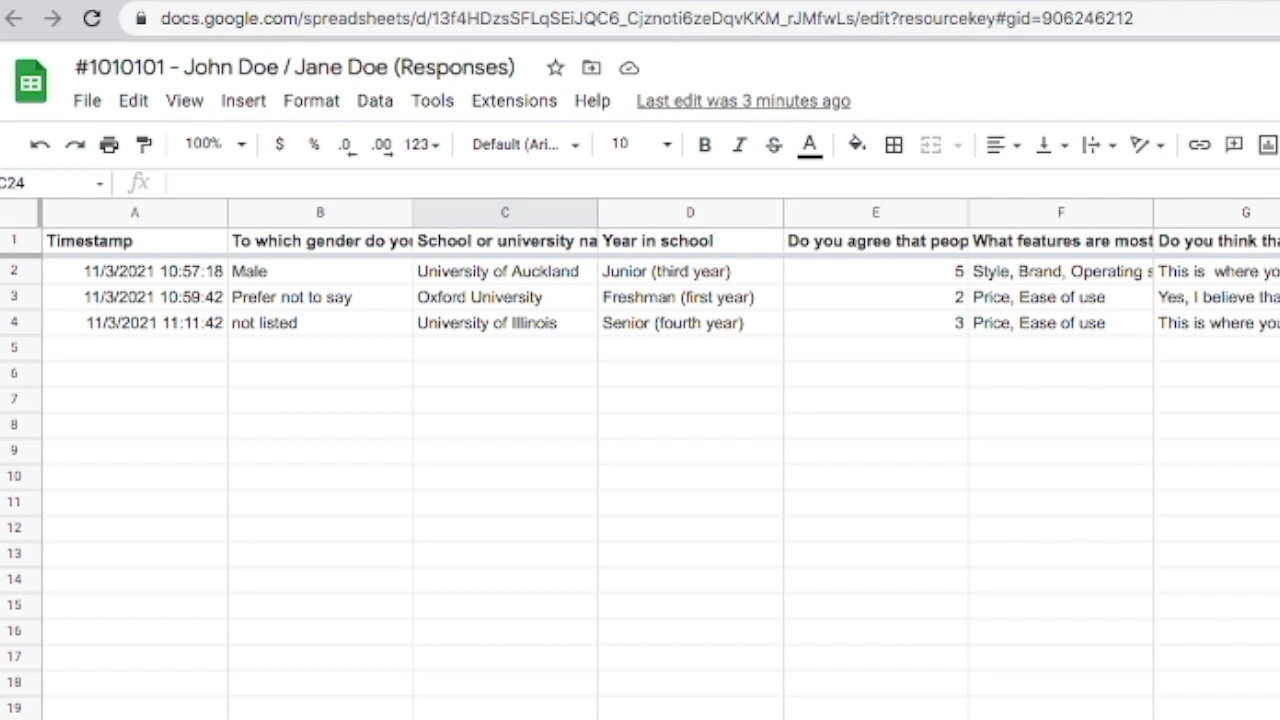 docs.google.com/spreadsheets/d/13f4HDzsSFLqSEiJQC6_Cjznoti6zeDqvKKM_rJMfwLs/edit?resourcekey#gid=906246212
#1010101 - John Doe / Jane Doe (Responses)
File Edit View Insert Format Data Tools Extensions Help Last edit was 3 minutes ago
100% $ % .0 .00 123 Default (Ari... 10 B I S A
C24 fx
A B C D E F G
1 Timestamp To which gender do you School or university na Year in school Do you agree that peop What features are most Do you think tha
2 11/3/2021 10:57:18 Male University of Auckland Junior (third year) 5 Style, Brand, Operating s This is where yo
3 11/3/2021 10:59:42 Prefer not to say Oxford University Freshman (first year) 2 Price, Ease of use Yes, I believe tha
4 11/3/2021 11:11:42 not listed University of Illinois Senior (fourth year) 3 Price, Ease of use This is where you
5
6
7
8
9
10
11
12
13
14
15
16
17
18
19